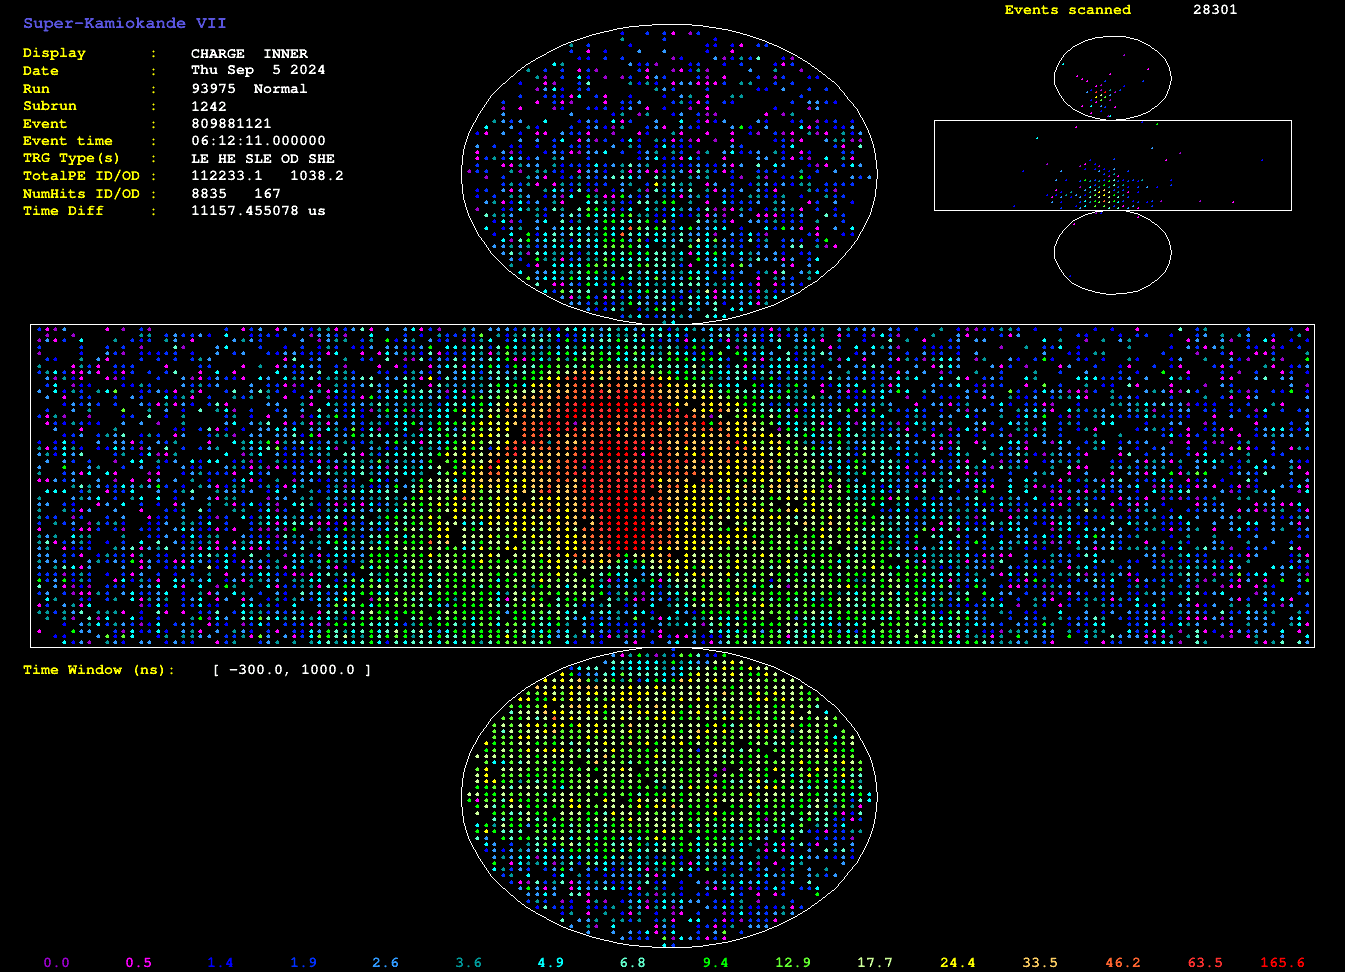 Super-Kamiokande VII
Events scanned 28301
Display : CHARGE INNER
Date : Thu Sep 5 2024
Run : 93975 Normal
Subrun : 1242
Event : 809881121
Event time : 06:12:11.000000
TRG Type(s) : LE HE SLE OD SHE
TotalPE ID/OD : 112233.1 1038.2
NumHits ID/OD : 8835 167
Time Diff : 11157.455078 us
Time Window (ns): [ -300.0, 1000.0 ]
0.0 0.5 1.4 1.9 2.6 3.6 4.9 6.8 9.4 12.9 17.7 24.4 33.5 46.2 63.5 165.6